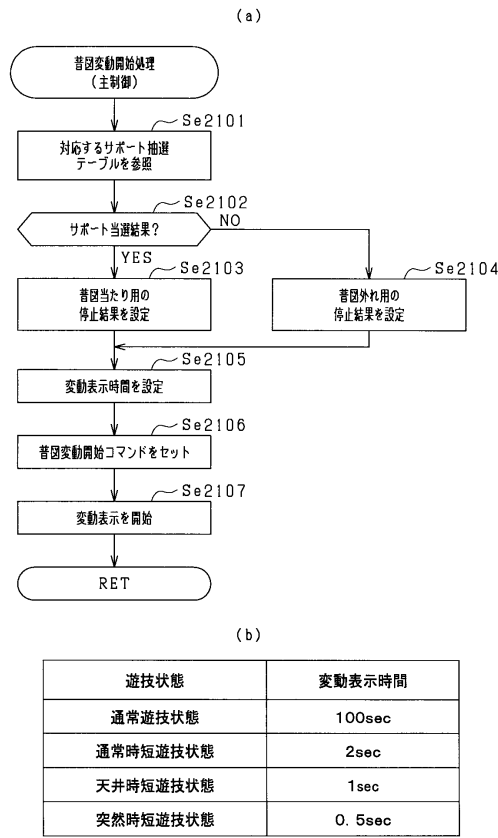 (a)
普図変動開始処理
(主制御)
Se2101
対応するサポート抽選
テーブルを参照
Se2102
サポート当選結果?
NO
YES
Se2103
普図当たり用の
停止結果を設定
Se2104
普図外れ用の
停止結果を設定
Se2105
変動表示時間を設定
Se2106
普図変動開始コマンドをセット
Se2107
変動表示を開始
RET
(b)
遊技状態 変動表示時間
通常遊技状態 100sec
通常時短遊技状態 2sec
天井時短遊技状態 1sec
突然時短遊技状態 0.5sec